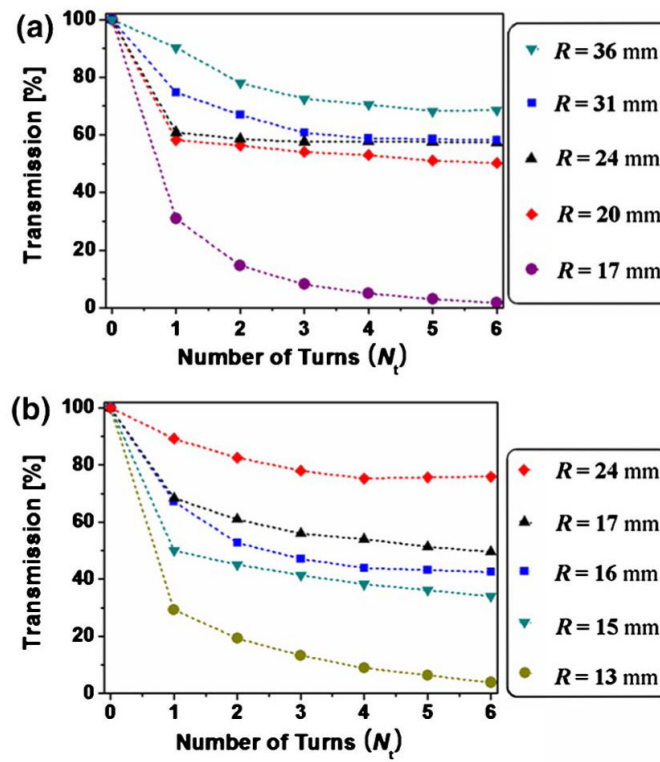 (a)
100
80
60
40
20
0
Transmission [%]
0 1 2 3 4 5 6
Number of Turns (Nt)
R = 36 mm
R = 31 mm
R = 24 mm
R = 20 mm
R = 17 mm
(b)
100
80
60
40
20
0
Transmission [%]
0 1 2 3 4 5 6
Number of Turns (Nt)
R = 24 mm
R = 17 mm
R = 16 mm
R = 15 mm
R = 13 mm